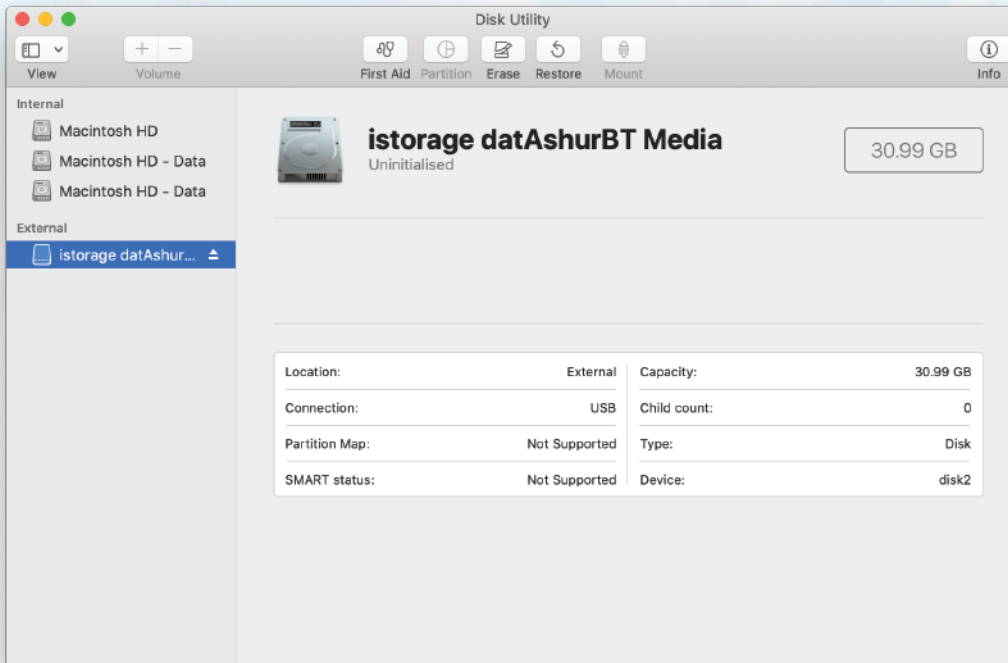 Disk Utility
View
Volume
First Aid
Partition
Erase
Restore
Mount
Info
Internal
Macintosh HD
Macintosh HD - Data
Macintosh HD - Data
External
istorage datAshur...
istorage datAshurBT Media
Uninitialised
30.99 GB
Location: External
Capacity: 30.99 GB
Connection: USB
Child count: 0
Partition Map: Not Supported
Type: Disk
SMART status: Not Supported
Device: disk2